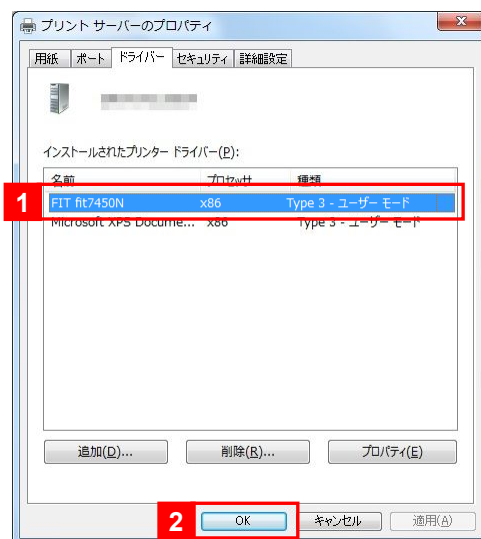 プリント サーバーのプロパティ
用紙 ポート ドライバー セキュリティ 詳細設定
インストールされたプリンター ドライバー(P):
名前 プロセッサ 種類
1 FIT fit7450N x86 Type 3 - ユーザー モード
Microsoft XPS Docume... x86 Type 3 - ユーザー モード
追加(D)... 削除(R)... プロパティ(E)
2 OK キャンセル 適用(A)